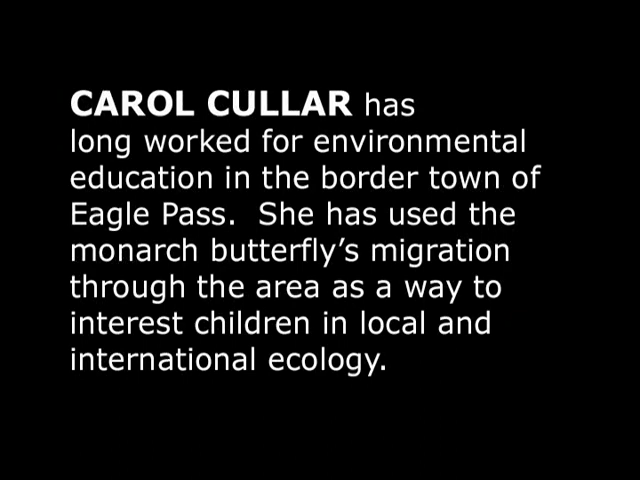 CAROL CULLAR has
long worked for environmental
education in the border town of
Eagle Pass.  She has used the
monarch butterfly’s migration
through the area as a way to
interest children in local and
international ecology.